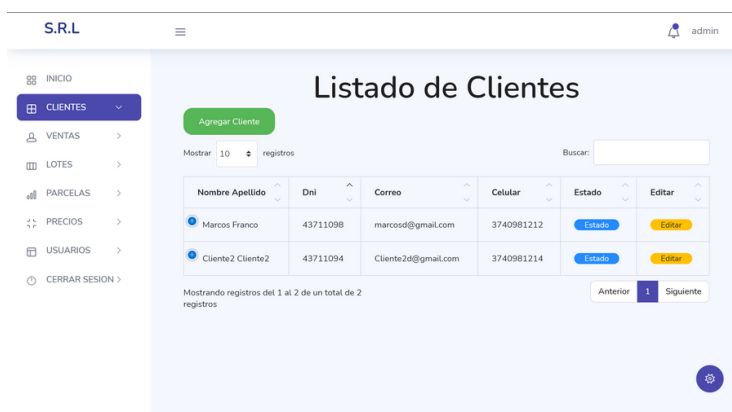 S.R.L
admin
INICIO
CLIENTES
VENTAS
LOTES
PARCELAS
PRECIOS
USUARIOS
CERRAR SESION
Listado de Clientes
Agregar Cliente
Mostrar 10 registros
Buscar:
Nombre Apellido Dni Correo Celular Estado Editar
Marcos Franco 43711098 marcosd@gmail.com 3740981212 Estado Editar
Cliente2 Cliente2 43711094 Cliente2d@gmail.com 3740981214 Estado Editar
Mostrando registros del 1 al 2 de un total de 2
registros
Anterior 1 Siguiente